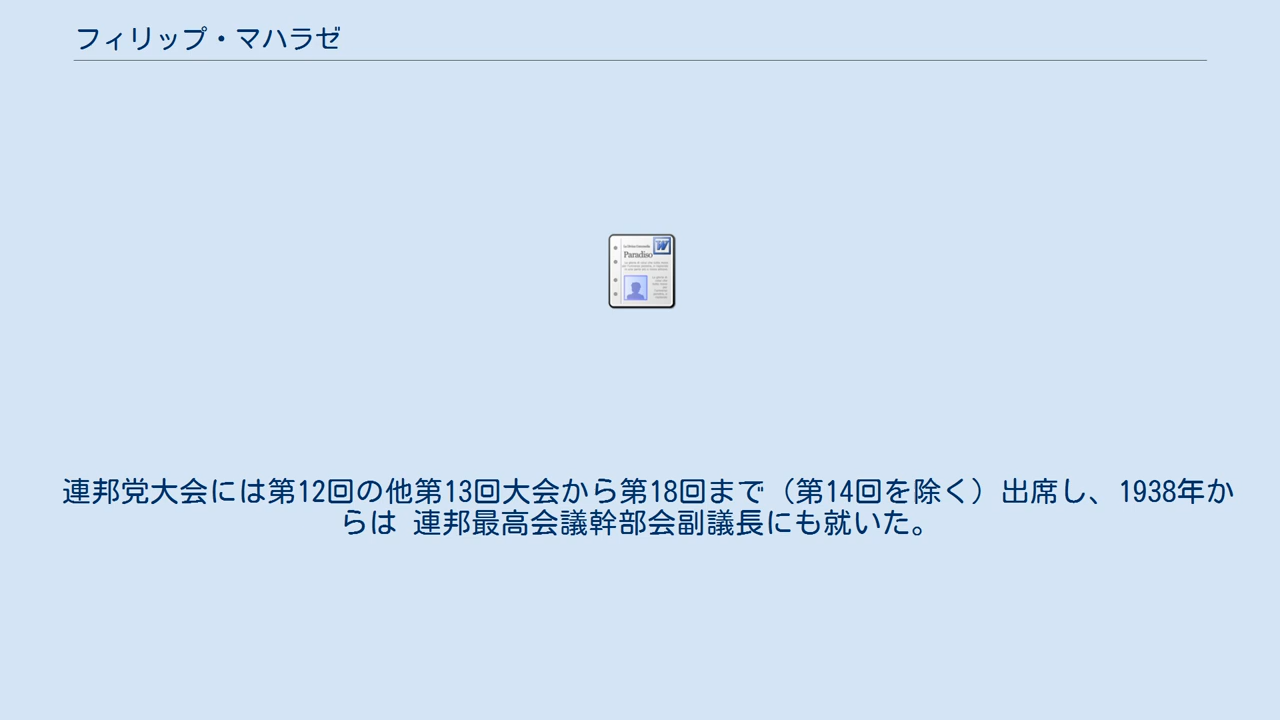 フィリップ・マハラゼ
Paradiso
W
連邦党大会には第12回の他第13回大会から第18回まで（第14回を除く）出席し、1938年か
らは 連邦最高会議幹部会副議長にも就いた。